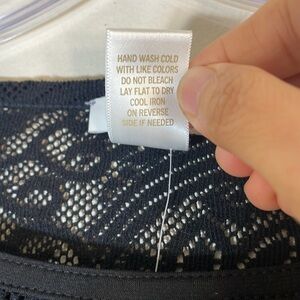 HAND WASH COLD
WITH LIKE COLORS
DO NOT BLEACH
LAY FLAT TO DRY
COOL IRON
ON REVERSE
SIDE IF NEEDED